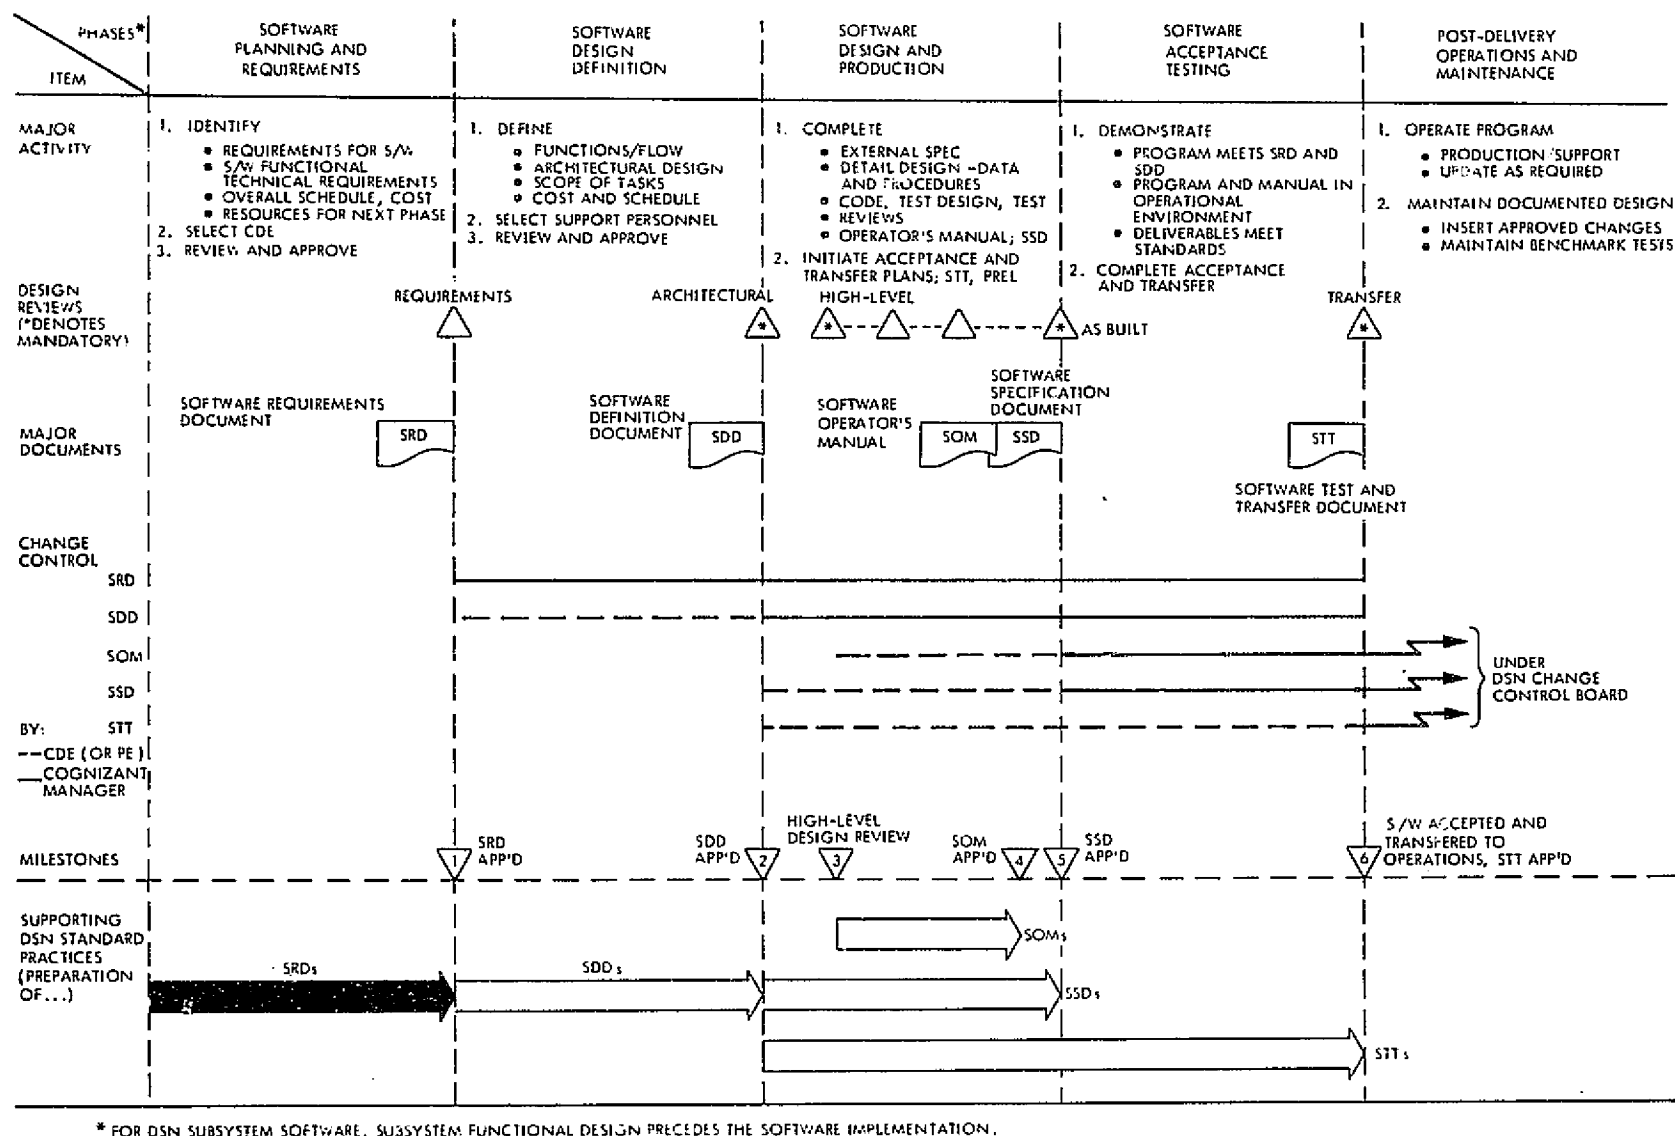 PHASES*
ITEM
SOFTWARE
PLANNING AND
REQUIREMENTS
SOFTWARE
DESIGN
DEFINITION
SOFTWARE
DESIGN AND
PRODUCTION
SOFTWARE
ACCEPTANCE
TESTING
POST-DELIVERY
OPERATIONS AND
MAINTENANCE
MAJOR
ACTIVITY
1. IDENTIFY
• REQUIREMENTS FOR S/W
• S/W FUNCTIONAL
TECHNICAL REQUIREMENTS
• OVERALL SCHEDULE, COST
• RESOURCES FOR NEXT PHASE
2. SELECT CDE
3. REVIEW AND APPROVE
1. DEFINE
• FUNCTIONS/FLOW
• ARCHITECTURAL DESIGN
• SCOPE OF TASKS
• COST AND SCHEDULE
2. SELECT SUPPORT PERSONNEL
3. REVIEW AND APPROVE
1. COMPLETE
• EXTERNAL SPEC
• DETAIL DESIGN -DATA
AND PROCEDURES
• CODE, TEST DESIGN, TEST
• REVIEWS
• OPERATOR'S MANUAL; SSD
2. INITIATE ACCEPTANCE AND
TRANSFER PLANS; STT, PREL
1. DEMONSTRATE
• PROGRAM MEETS SRD AND
SDD
• PROGRAM AND MANUAL IN
OPERATIONAL
ENVIRONMENT
• DELIVERABLES MEET
STANDARDS
2. COMPLETE ACCEPTANCE
AND TRANSFER
1. OPERATE PROGRAM
• PRODUCTION SUPPORT
• UPDATE AS REQUIRED
2. MAINTAIN DOCUMENTED DESIGN
• INSERT APPROVED CHANGES
• MAINTAIN BENCHMARK TESTS
DESIGN
REVIEWS
(*DENOTES
MANDATORY)
REQUIREMENTS
ARCHITECTURAL
*
HIGH-LEVEL
*
* AS BUILT
TRANSFER
*
MAJOR
DOCUMENTS
SOFTWARE REQUIREMENTS
DOCUMENT
SRD
SOFTWARE
DEFINITION
DOCUMENT
SDD
SOFTWARE
OPERATOR'S
MANUAL
SOM
SOFTWARE
SPECIFICATION
DOCUMENT
SSD
STT
SOFTWARE TEST AND
TRANSFER DOCUMENT
CHANGE
CONTROL
SRD
SDD
SOM
SSD
BY: STT
--CDE (OR PE)
__COGNIZANT
MANAGER
UNDER
DSN CHANGE
CONTROL BOARD
MILESTONES
1
SRD
APP'D
SDD
APP'D
2
HIGH-LEVEL
DESIGN REVIEW
3
SOM
APP'D
4
5
SSD
APP'D
6
S/W ACCEPTED AND
TRANSFERED TO
OPERATIONS, STT APP'D
SUPPORTING
DSN STANDARD
PRACTICES
(PREPARATION
OF...)
SRDs
SDDs
SOMs
SSDs
STTs
* FOR DSN SUBSYSTEM SOFTWARE, SUBSYSTEM FUNCTIONAL DESIGN PRECEDES THE SOFTWARE IMPLEMENTATION.